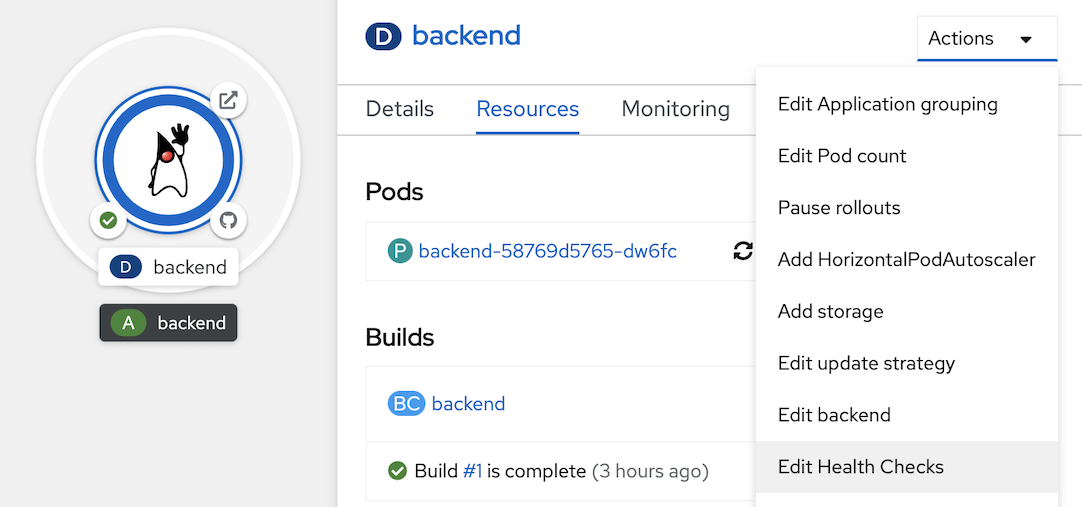 D backend
A backend
D backend
Actions
Details Resources Monitoring
Pods
P backend-58769d5765-dw6fc
Builds
BC backend
Build #1 is complete (3 hours ago)
Edit Application grouping
Edit Pod count
Pause rollouts
Add HorizontalPodAutoscaler
Add storage
Edit update strategy
Edit backend
Edit Health Checks